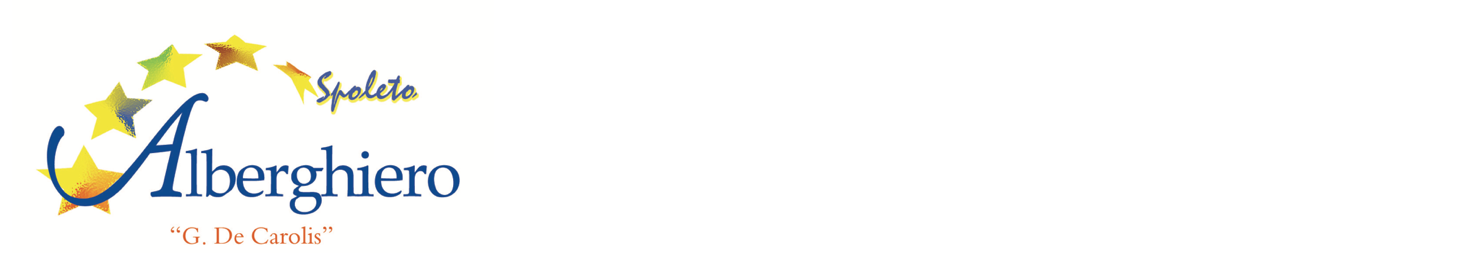 Spoleto
Alberghiero
“G. De Carolis”